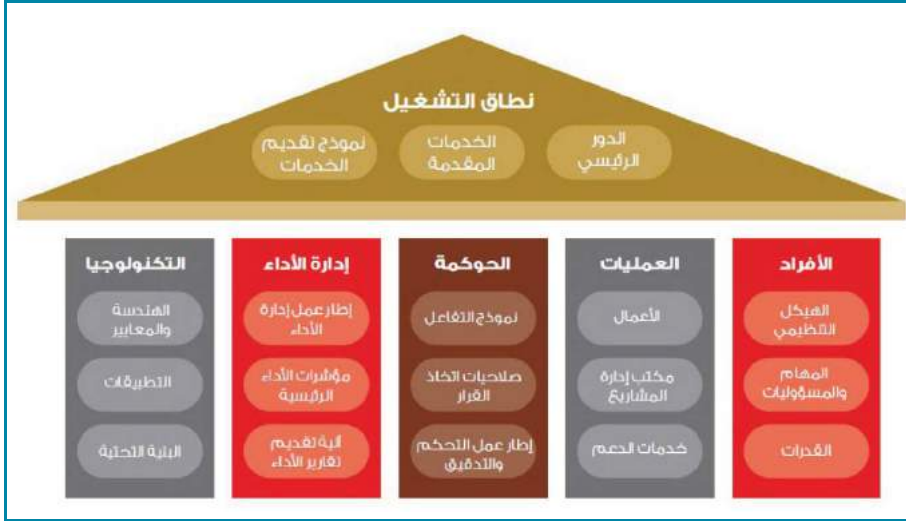 نطاق التشغيل
الدور
الرئيسي
الخدمات
المقدمة
نموذج تقديم
الخدمات
الأفراد
الهيكل
التنظيمي
المهام
والمسؤوليات
القدرات
العمليات
الأعمال
مكتب إدارة
المشاريع
خدمات الدعم
الحوكمة
نموذج التفاعل
صلاحيات اتخاذ
القرار
إطار عمل التحكم
والتدقيق
إدارة الأداء
إطار عمل إدارة
الأداء
مؤشرات الأداء
الرئيسية
آلية تقديم
تقارير الأداء
التكنولوجيا
الهندسة
والمعايير
التطبيقات
البنية التحتية